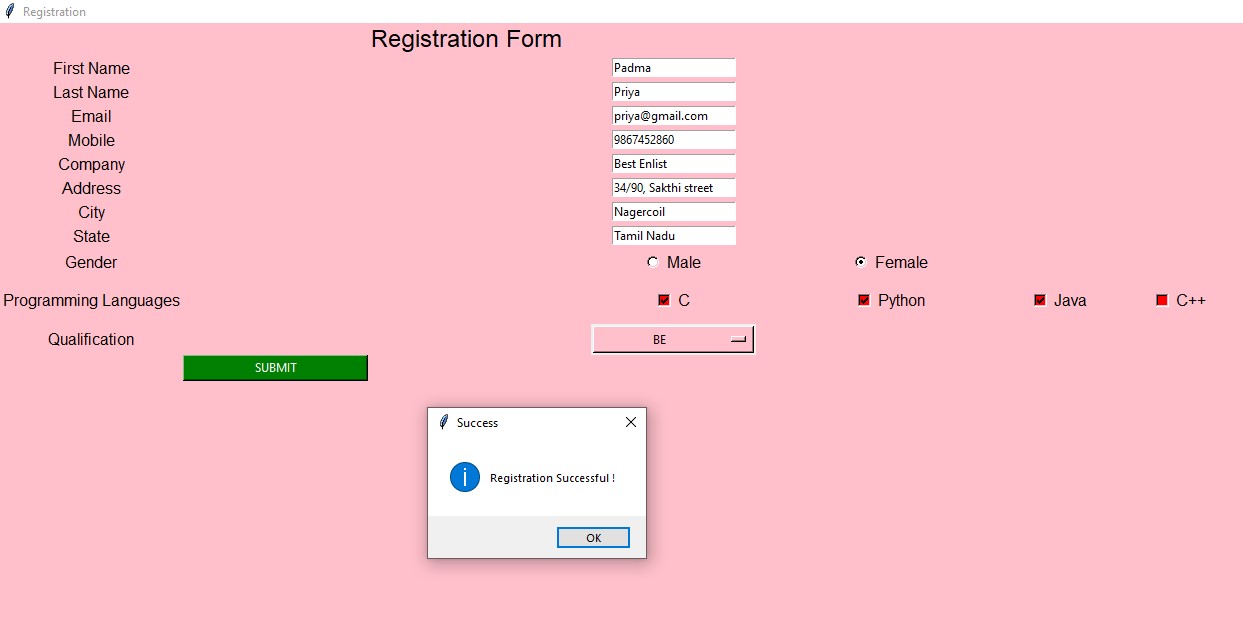 Registration
Registration Form
First Name Padma
Last Name Priya
Email priya@gmail.com
Mobile 9867452860
Company Best Enlist
Address 34/90, Sakthi street
City Nagercoil
State Tamil Nadu
Gender Male Female
Programming Languages C Python Java C++
Qualification BE
SUBMIT
Success
Registration Successful !
OK